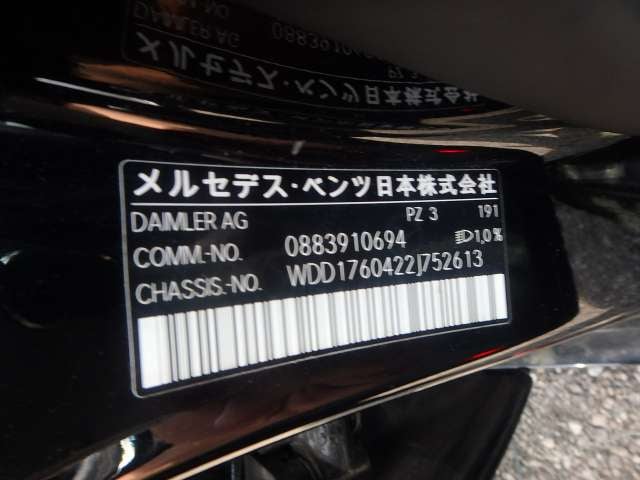 メルセデス・ベンツ日本株式会社
DAIMLER AG PZ 3 191
COMM.-NO. 0883910694 1,0%
CHASSIS.-NO. WDD1760422J752613